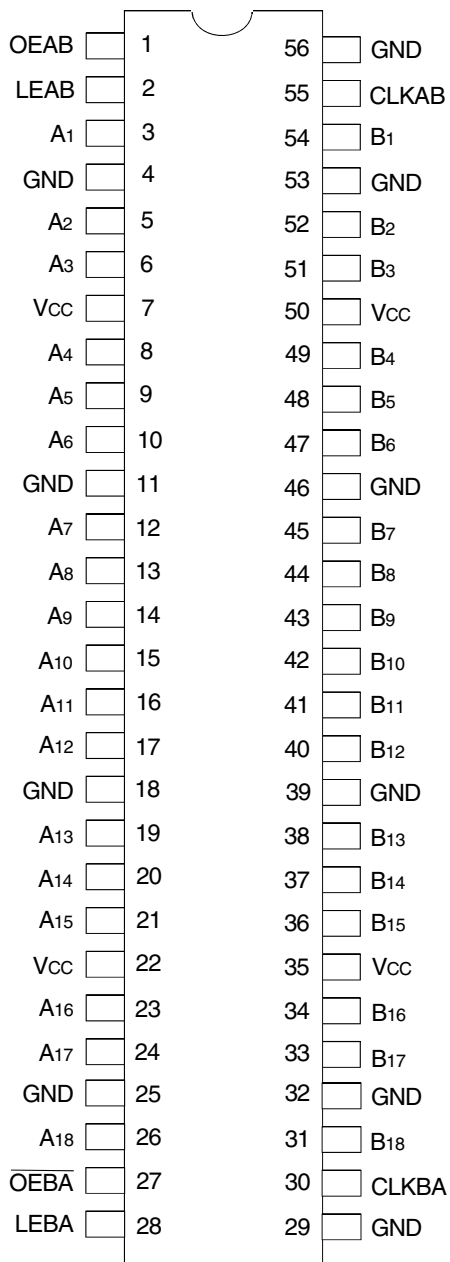 OEAB 1 56 GND
LEAB 2 55 CLKAB
A1 3 54 B1
GND 4 53 GND
A2 5 52 B2
A3 6 51 B3
VCC 7 50 VCC
A4 8 49 B4
A5 9 48 B5
A6 10 47 B6
GND 11 46 GND
A7 12 45 B7
A8 13 44 B8
A9 14 43 B9
A10 15 42 B10
A11 16 41 B11
A12 17 40 B12
GND 18 39 GND
A13 19 38 B13
A14 20 37 B14
A15 21 36 B15
VCC 22 35 VCC
A16 23 34 B16
A17 24 33 B17
GND 25 32 GND
A18 26 31 B18
O̅E̅B̅A̅ 27 30 CLKBA
LEBA 28 29 GND